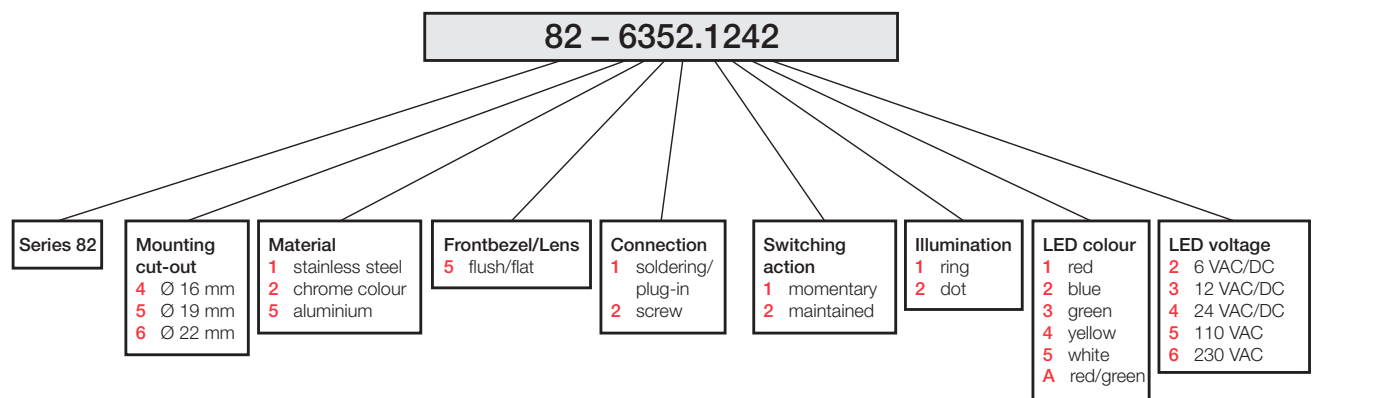 82 – 6352.1242
Series 82
Mounting
cut-out
4 Ø 16 mm
5 Ø 19 mm
6 Ø 22 mm
Material
1 stainless steel
2 chrome colour
5 aluminium
Frontbezel/Lens
5 flush/flat
Connection
1 soldering/
plug-in
2 screw
Switching
action
1 momentary
2 maintained
Illumination
1 ring
2 dot
LED colour
1 red
2 blue
3 green
4 yellow
5 white
A red/green
LED voltage
2 6 VAC/DC
3 12 VAC/DC
4 24 VAC/DC
5 110 VAC
6 230 VAC